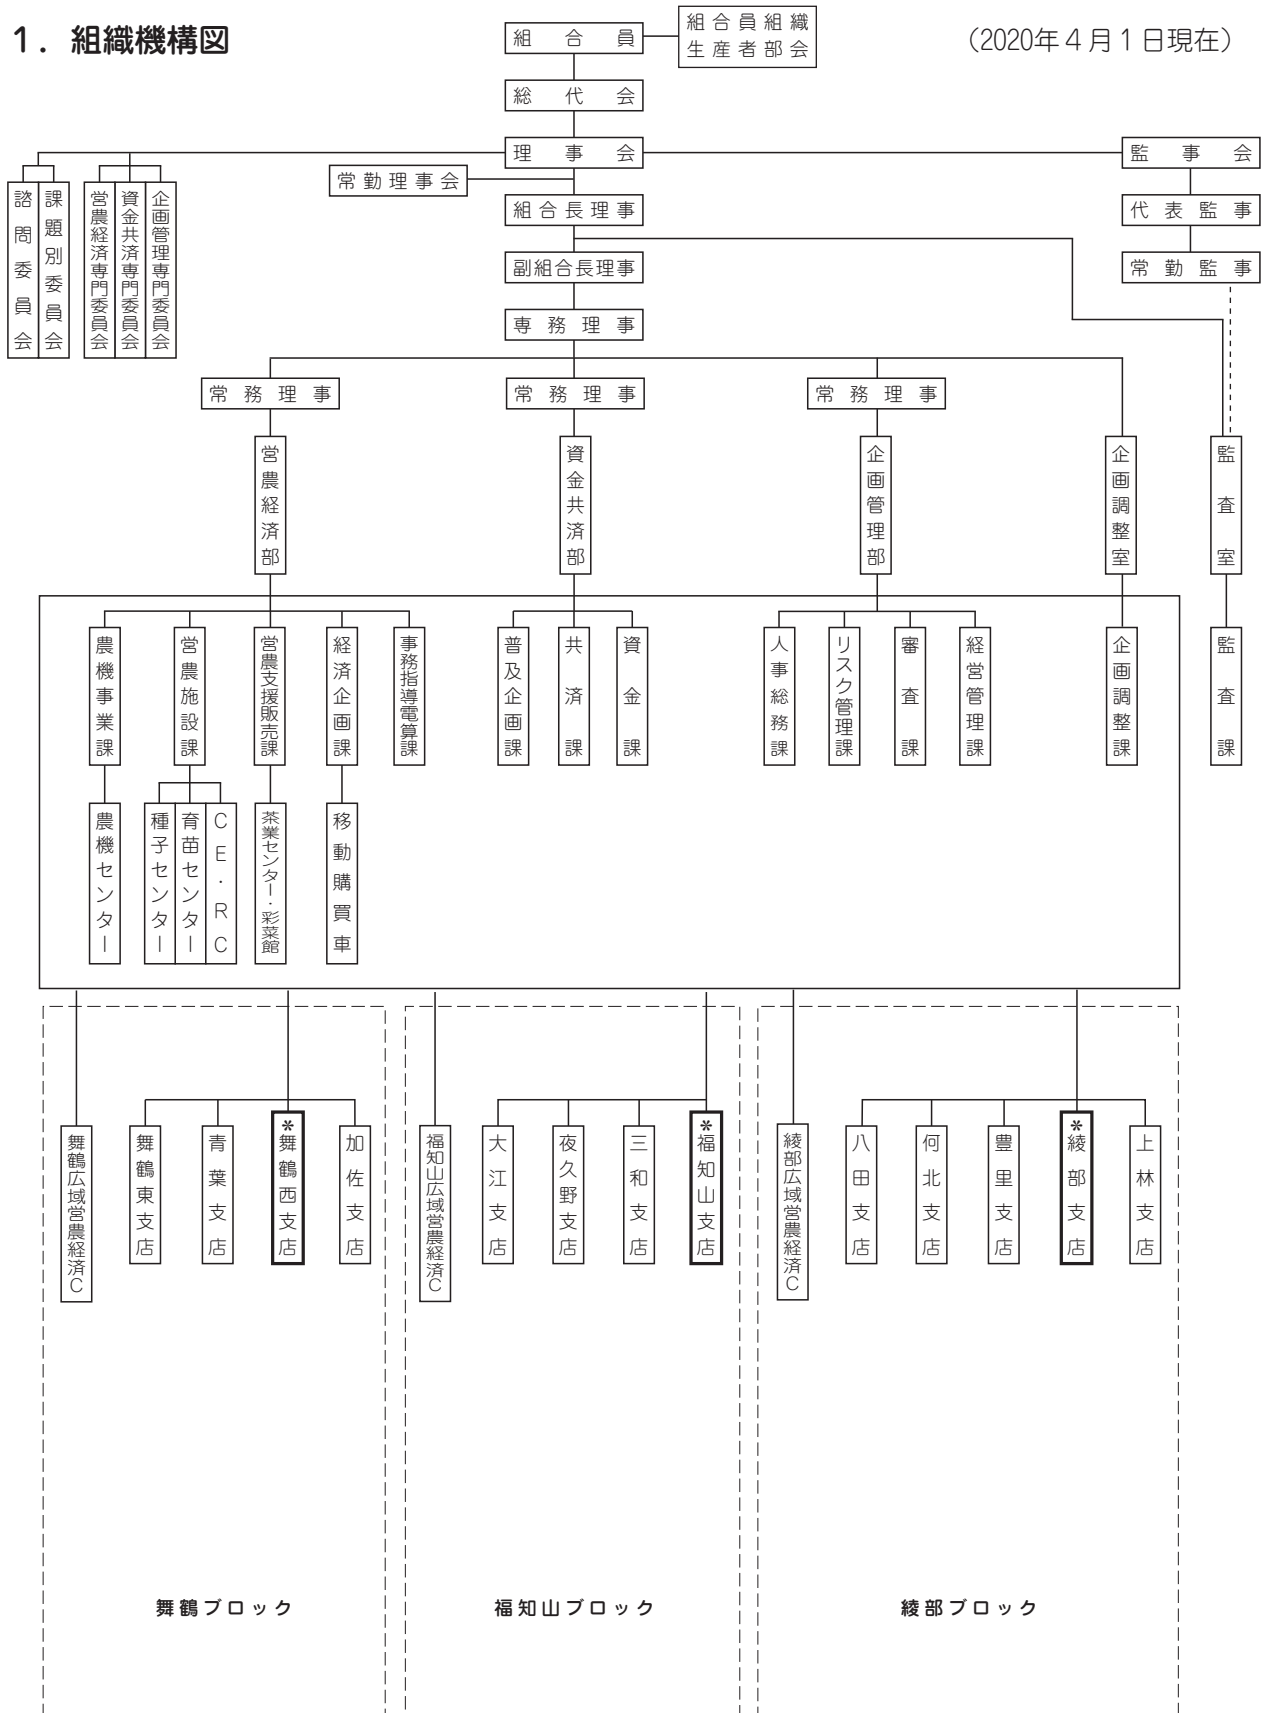 1．組織機構図
（2020年４月１日現在）
組合員
組合員組織
生産者部会
総代会
理事会
監事会
常勤理事会
組合長理事
代表監事
副組合長理事
常勤監事
専務理事
諮問委員会
課題別委員会
営農経済専門委員会
資金共済専門委員会
企画管理専門委員会
常務理事
常務理事
常務理事
営農経済部
資金共済部
企画管理部
企画調整室
監査室
農機事業課
営農施設課
営農支援販売課
経済企画課
事務指導電算課
普及企画課
共済課
資金課
人事総務課
リスク管理課
審査課
経営管理課
企画調整課
監査課
農機センター
種子センター
育苗センター
CE・RC
茶業センター・彩菜館
移動購買車
舞鶴広域営農経済C
舞鶴東支店
青葉支店
*舞鶴西支店
加佐支店
福知山広域営農経済C
大江支店
夜久野支店
三和支店
*福知山支店
綾部広域営農経済C
八田支店
何北支店
豊里支店
*綾部支店
上林支店
舞鶴ブロック
福知山ブロック
綾部ブロック